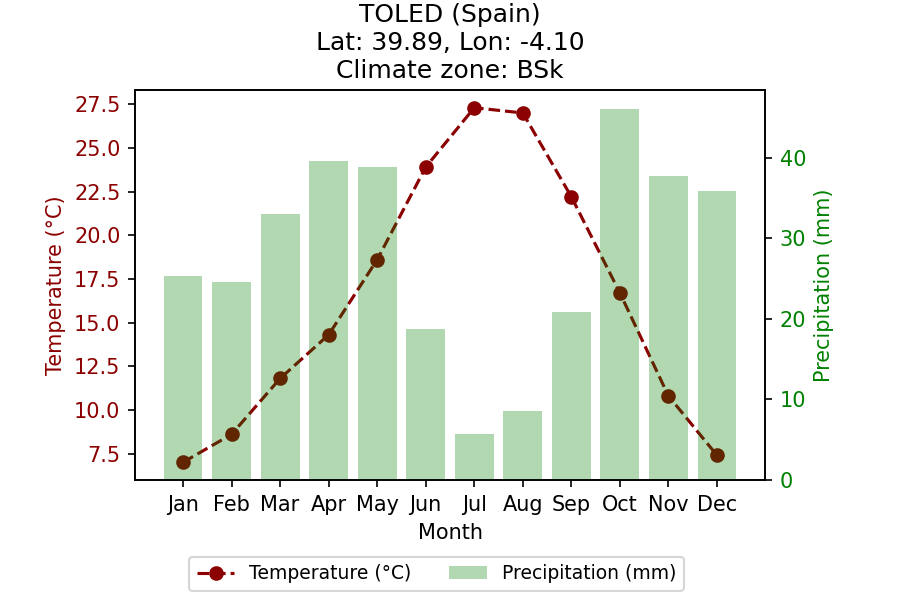 TOLED (Spain)
Lat: 39.89, Lon: -4.10
Climate zone: BSk
27.5
25.0
22.5
20.0
17.5
15.0
12.5
10.0
7.5
Temperature (°C)
40
30
20
10
0
Precipitation (mm)
Jan Feb Mar Apr May Jun Jul Aug Sep Oct Nov Dec
Month
Temperature (°C) Precipitation (mm)